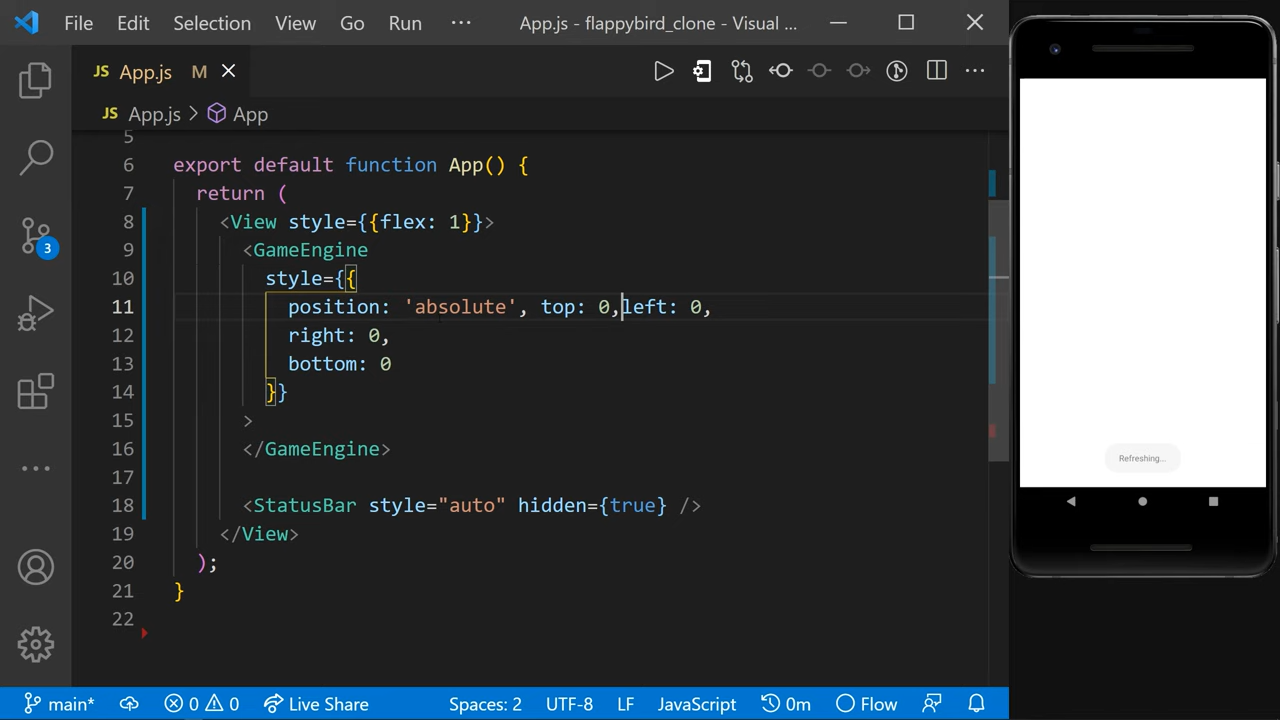 File Edit Selection View Go Run ··· App.js - flappybird_clone - Visual ...
JS App.js M
JS App.js > App
5
6 export default function App() {
7 return (
8 <View style={{flex: 1}}>
9 <GameEngine
10 style={{
11 position: 'absolute', top: 0,left: 0,
12 right: 0,
13 bottom: 0
14 }}
15 >
16 </GameEngine>
17
18 <StatusBar style="auto" hidden={true} />
19 </View>
20 );
21 }
22
3
Refreshing...
main* 0 0 Live Share Spaces: 2 UTF-8 LF JavaScript 0m Flow